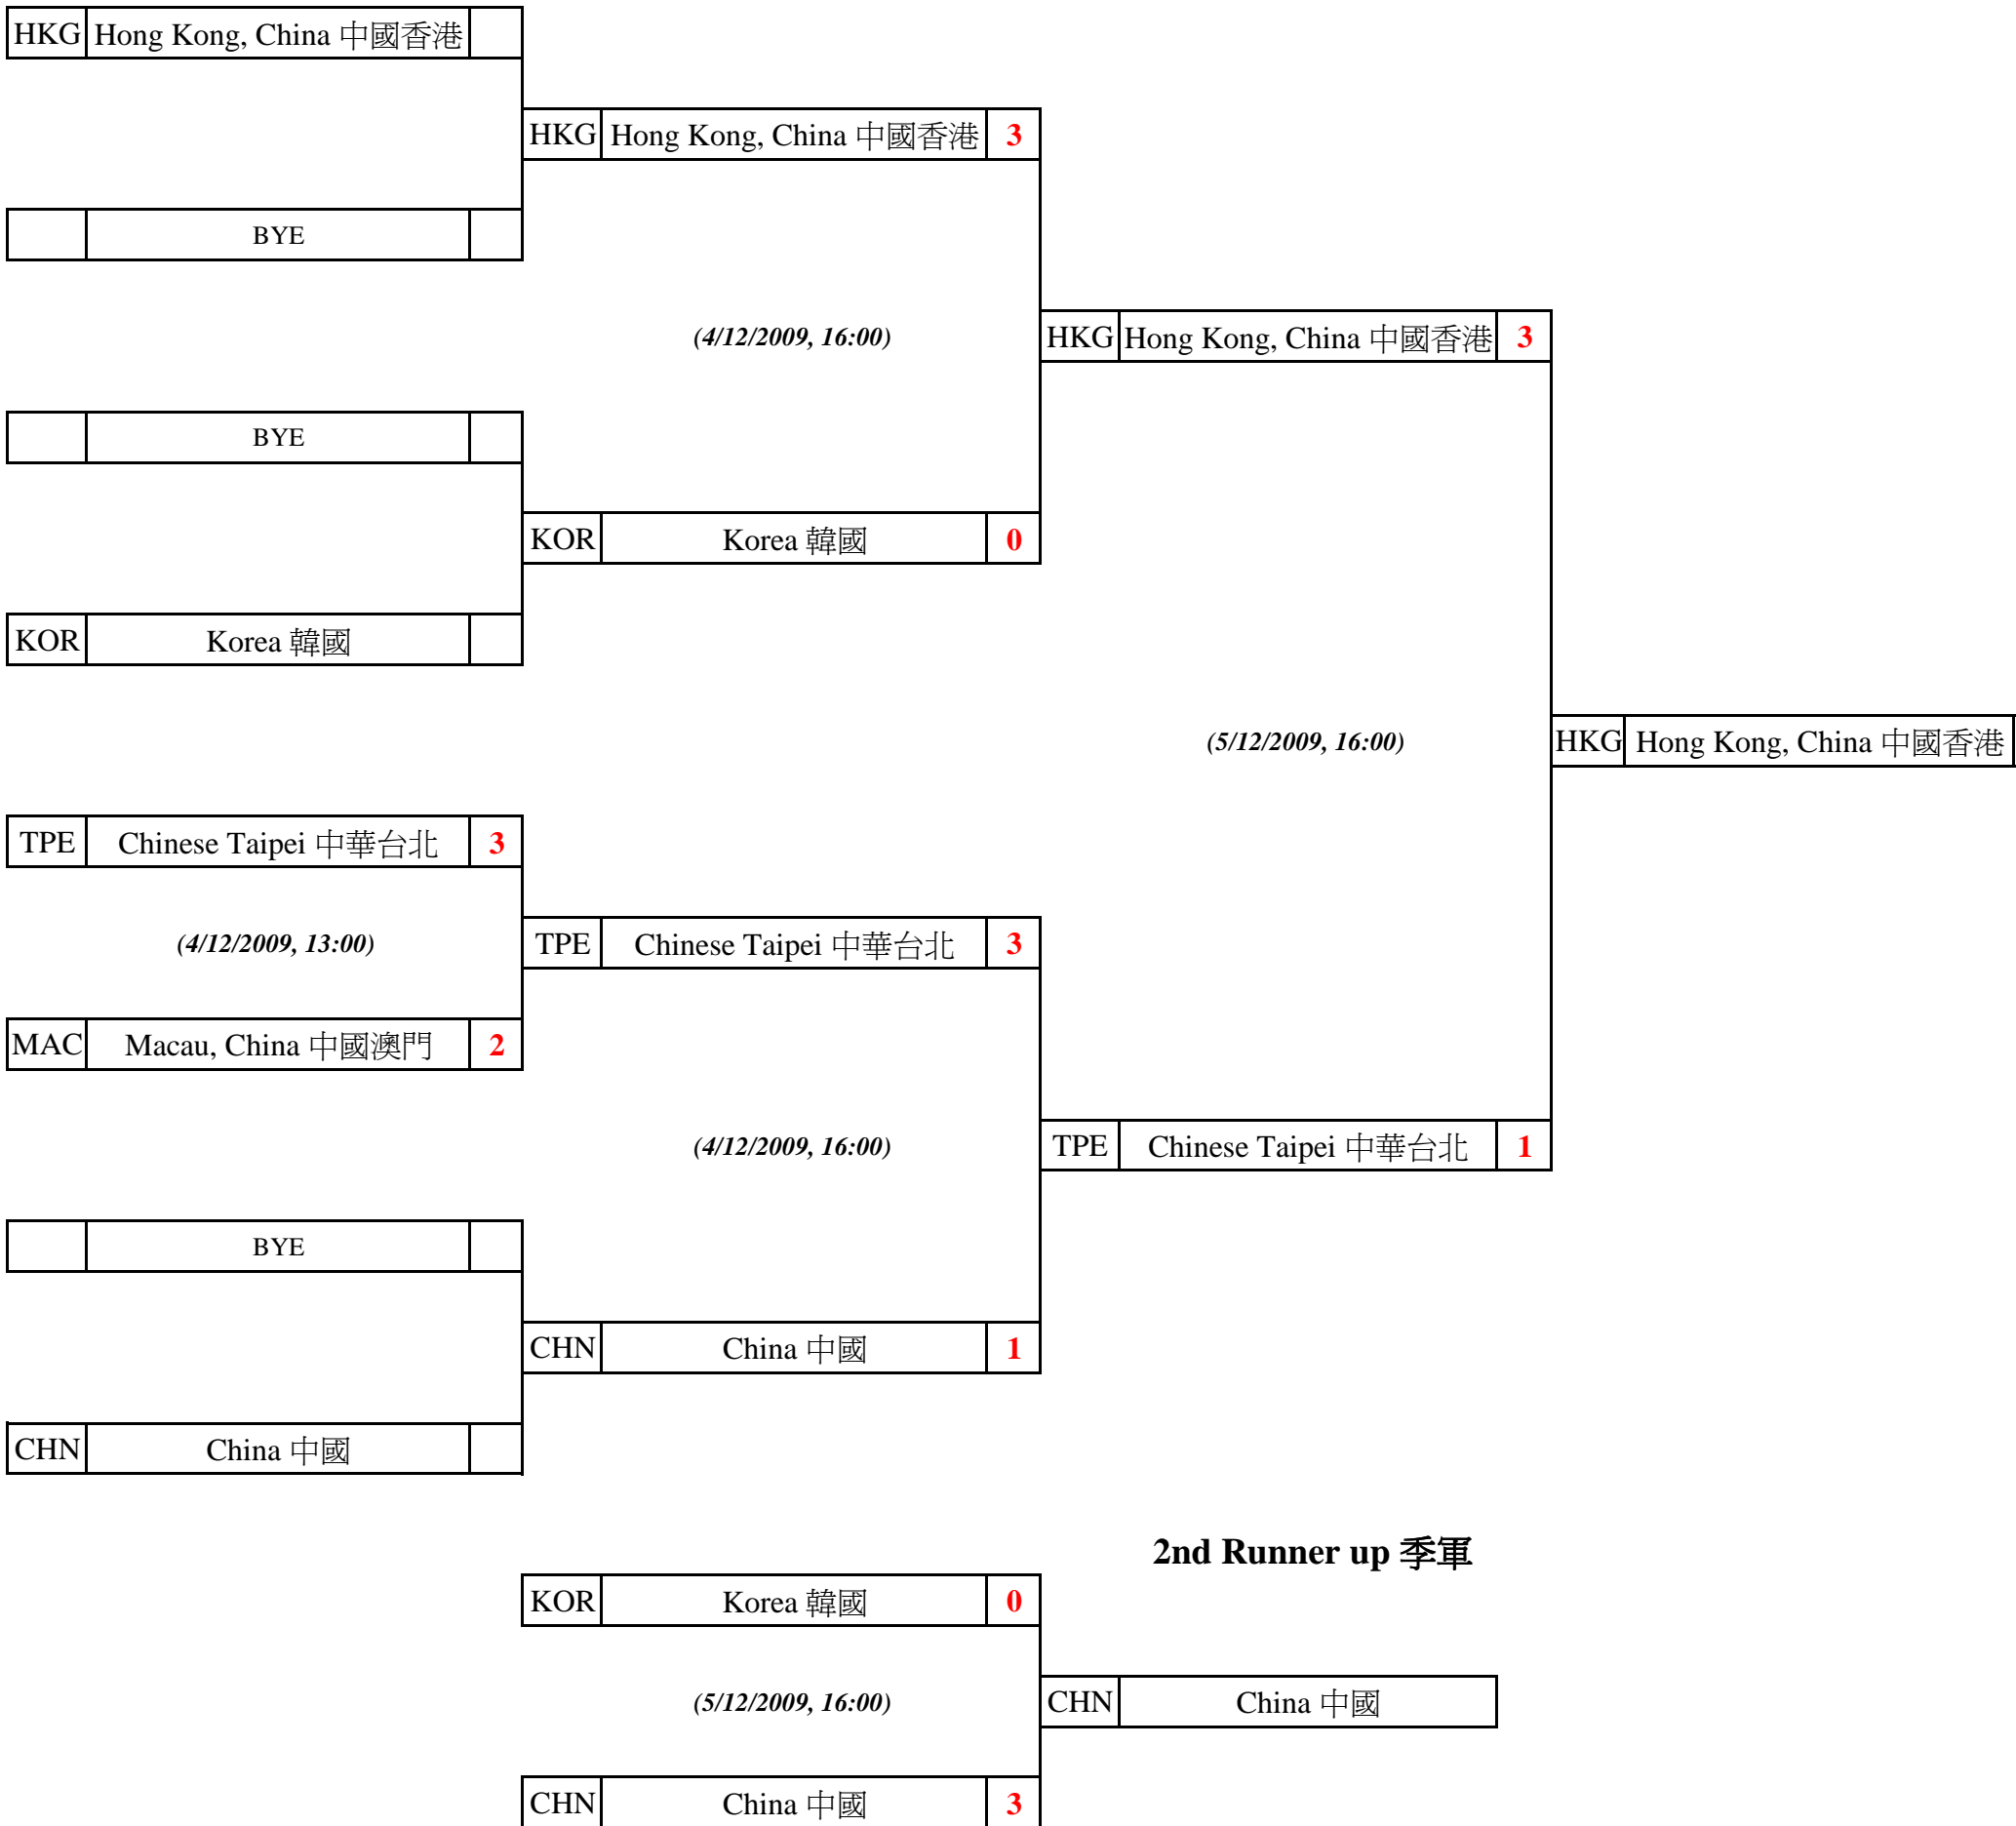 HKG Hong Kong, China 中國香港
HKG Hong Kong, China 中國香港 3
BYE
(4/12/2009, 16:00)
HKG Hong Kong, China 中國香港 3
BYE
KOR Korea 韓國 0
KOR Korea 韓國
(5/12/2009, 16:00)
HKG Hong Kong, China 中國香港
TPE Chinese Taipei 中華台北 3
(4/12/2009, 13:00)
TPE Chinese Taipei 中華台北 3
MAC Macau, China 中國澳門 2
(4/12/2009, 16:00)
TPE Chinese Taipei 中華台北 1
BYE
CHN China 中國 1
CHN China 中國
2nd Runner up 季軍
KOR Korea 韓國 0
(5/12/2009, 16:00)
CHN China 中國
CHN China 中國 3